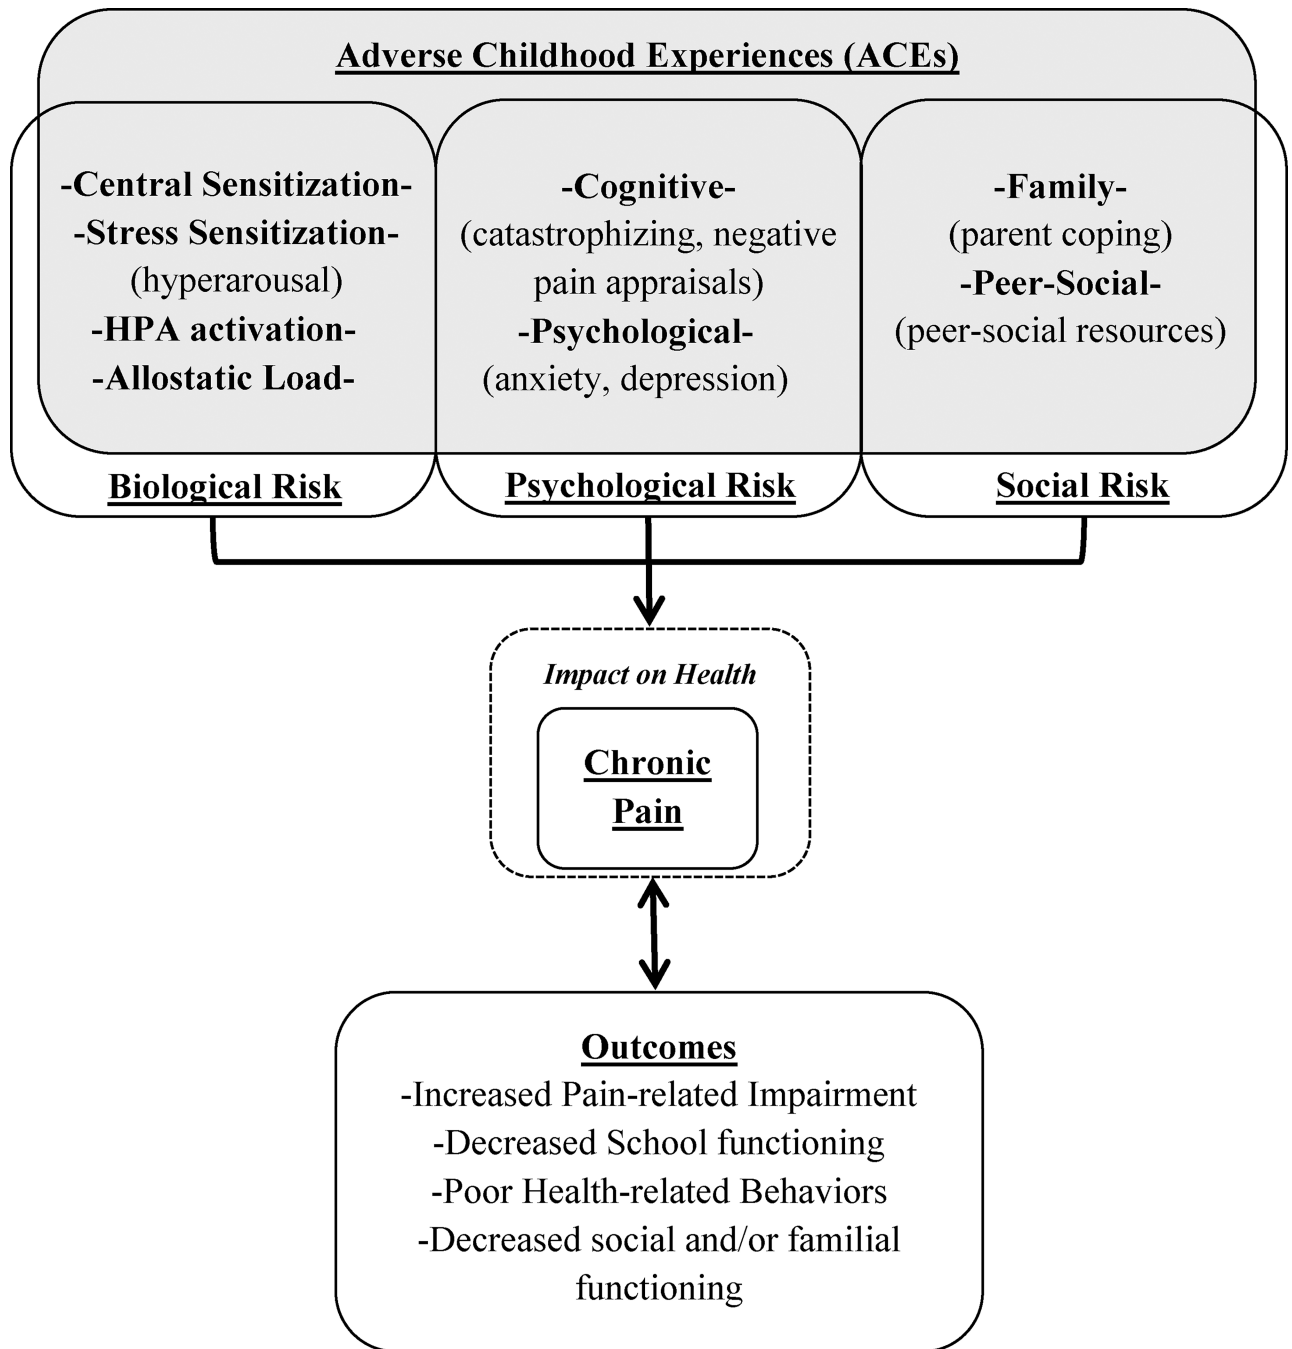 Adverse Childhood Experiences (ACEs)
-Central Sensitization-
-Stress Sensitization-
(hyperarousal)
-HPA activation-
-Allostatic Load-
Biological Risk
-Cognitive-
(catastrophizing, negative
pain appraisals)
-Psychological-
(anxiety, depression)
Psychological Risk
-Family-
(parent coping)
-Peer-Social-
(peer-social resources)
Social Risk
Impact on Health
Chronic
Pain
Outcomes
-Increased Pain-related Impairment
-Decreased School functioning
-Poor Health-related Behaviors
-Decreased social and/or familial
functioning